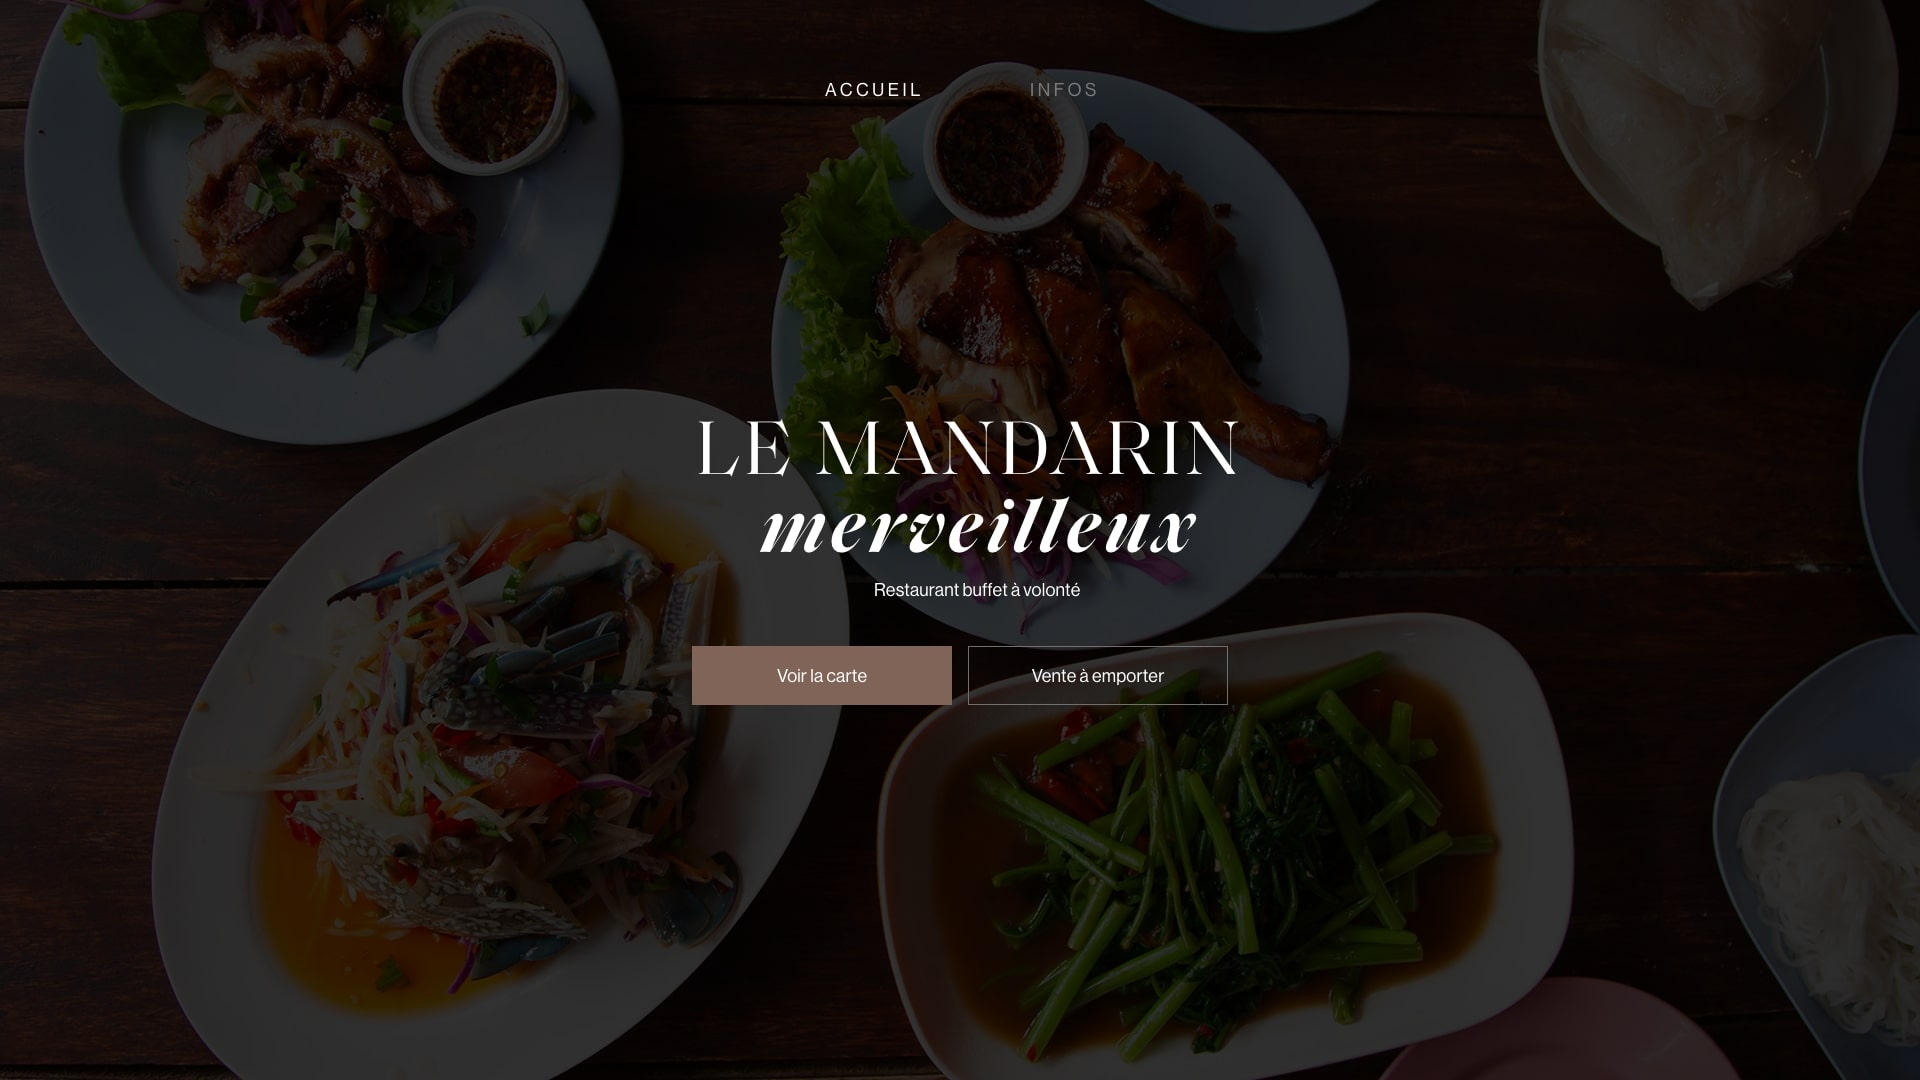 ACCUEIL INFOS
LE MANDARIN
merveilleux
Restaurant buffet à volonté
Voir la carte Vente à emporter